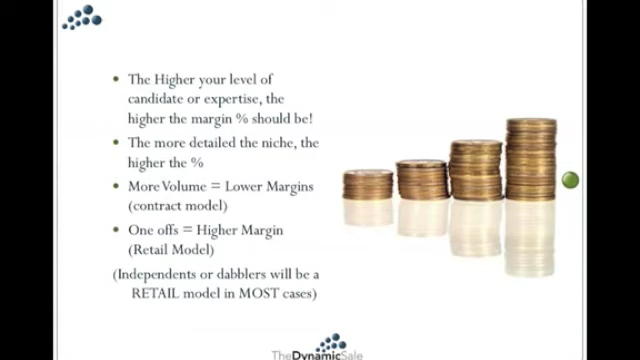 The Higher your level of
candidate or expertise, the
higher the margin % should be!
The more detailed the niche, the
higher the %
More Volume = Lower Margins
(contract model)
One offs = Higher Margin
(Retail Model)
(Independents or dabblers will be a
RETAIL model in MOST cases)
TheDynamicSale